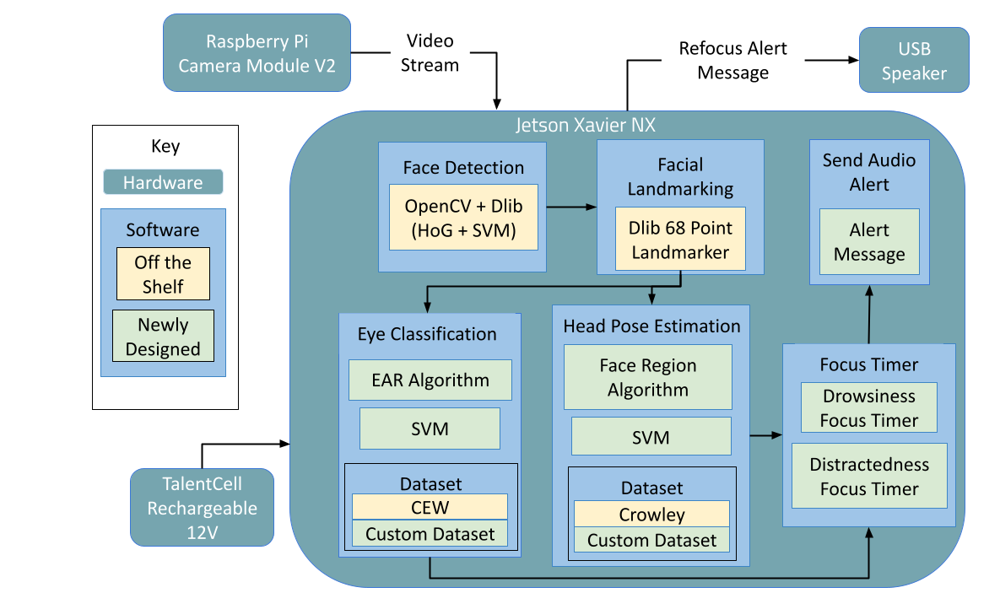 Raspberry Pi
Camera Module V2
Video
Stream
Refocus Alert
Message
USB
Speaker
Jetson Xavier NX
Key
Hardware
Software
Off the
Shelf
Newly
Designed
Face Detection
OpenCV + Dlib
(HoG + SVM)
Facial
Landmarking
Dlib 68 Point
Landmarker
Send Audio
Alert
Alert
Message
Eye Classification
EAR Algorithm
SVM
Dataset
CEW
Custom Dataset
Head Pose Estimation
Face Region
Algorithm
SVM
Dataset
Crowley
Custom Dataset
Focus Timer
Drowsiness
Focus Timer
Distractedness
Focus Timer
TalentCell
Rechargeable
12V